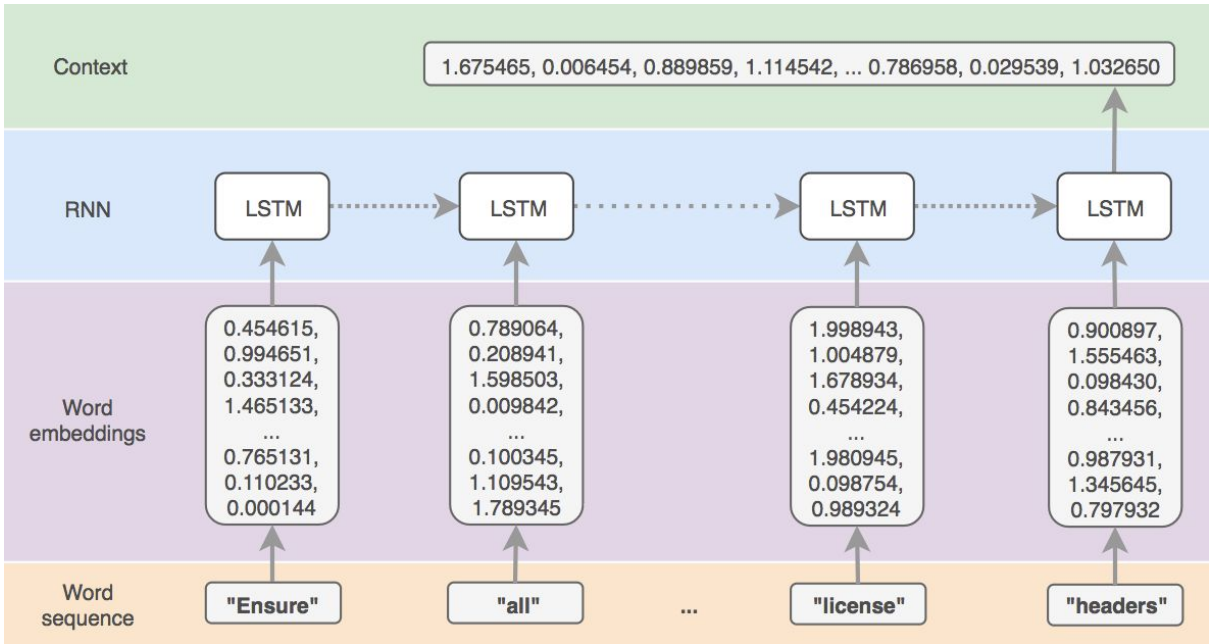 Context
1.675465, 0.006454, 0.889859, 1.114542, ... 0.786958, 0.029539, 1.032650
RNN
LSTM
LSTM
LSTM
LSTM
Word
embeddings
0.454615,
0.994651,
0.333124,
1.465133,
...
0.765131,
0.110233,
0.000144
0.789064,
0.208941,
1.598503,
0.009842,
...
0.100345,
1.109543,
1.789345
1.998943,
1.004879,
1.678934,
0.454224,
...
1.980945,
0.098754,
0.989324
0.900897,
1.555463,
0.098430,
0.843456,
...
0.987931,
1.345645,
0.797932
Word
sequence
"Ensure"
"all"
...
"license"
"headers"